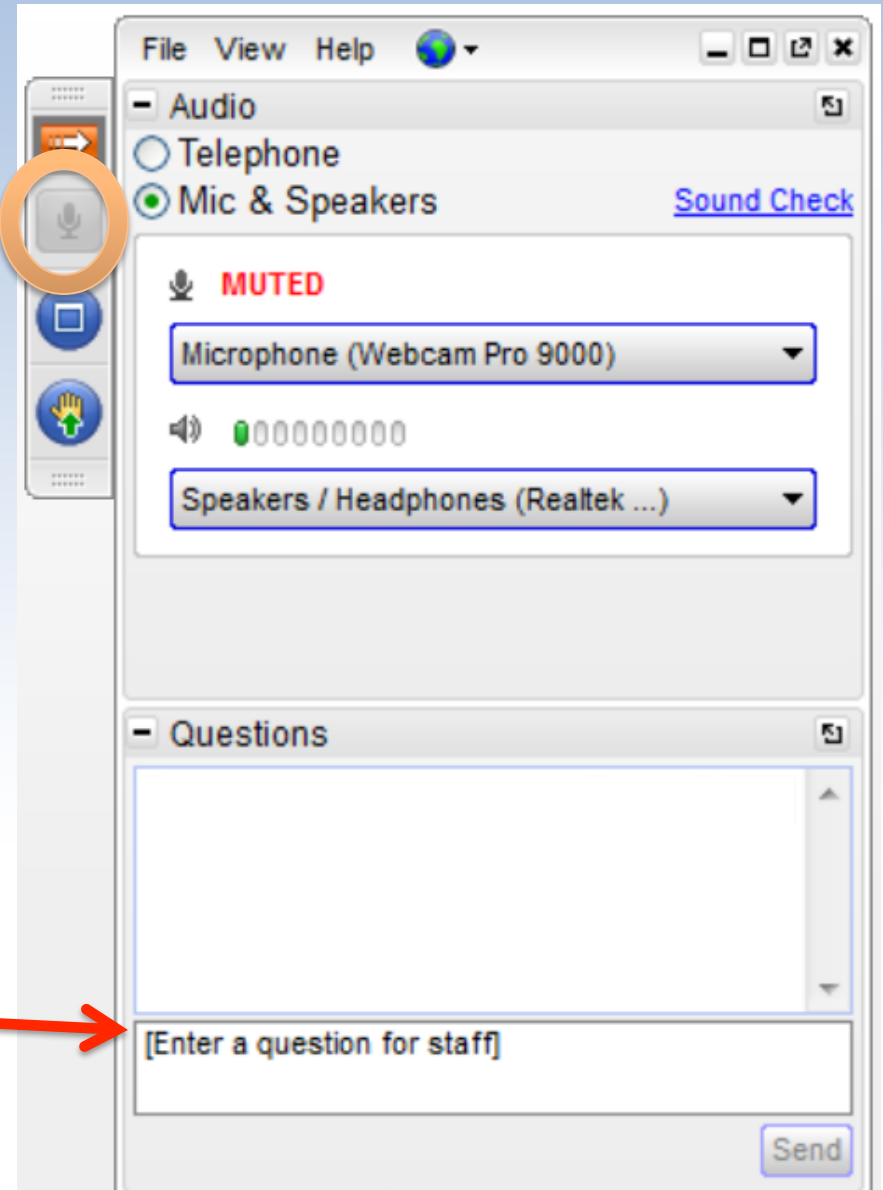 File View Help
Audio
Telephone
Mic & Speakers Sound Check
MUTED
Microphone (Webcam Pro 9000)
Speakers / Headphones (Realtek ...)
Questions
[Enter a question for staff]
Send